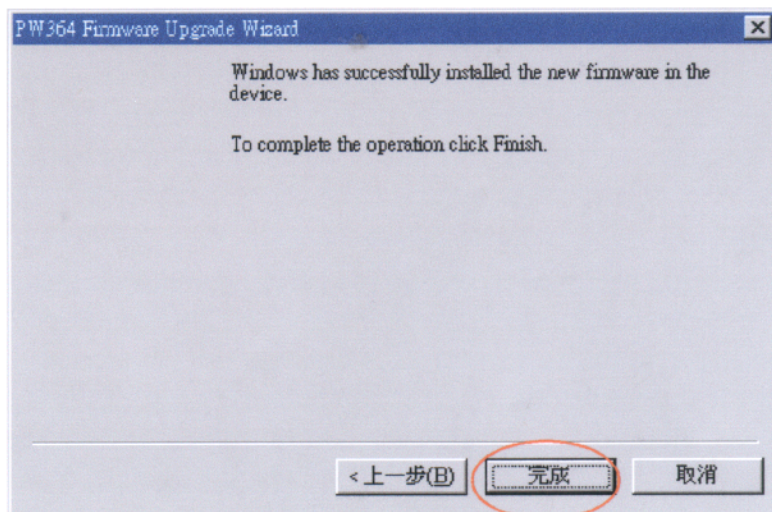 PW364 Firmware Upgrade Wizard
Windows has successfully installed the new firmware in the
device.
To complete the operation click Finish.
<上一步(B)
完成
取消